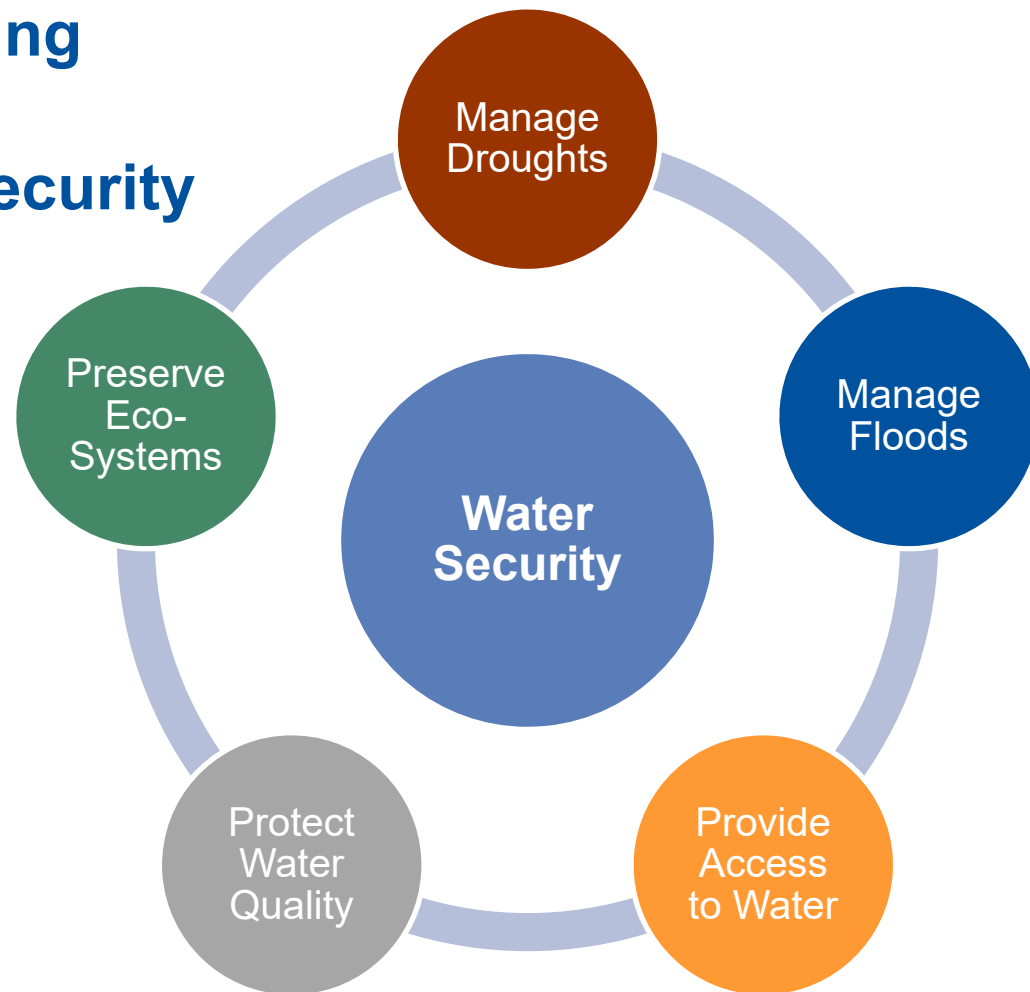 ng
ecurity
Manage
Droughts
Manage
Floods
Provide
Access
to Water
Protect
Water
Quality
Preserve
Eco-
Systems
Water
Security